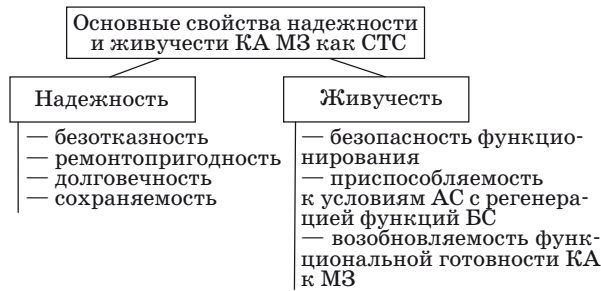 Основные свойства надежности
и живучести КА МЗ как СТС
Надежность
— безотказность
— ремонтопригодность
— долговечность
— сохраняемость
Живучесть
— безопасность функцио-
нирования
— приспособляемость
к условиям АС с регенера-
цией функций БС
— возобновляемость функ-
циональной готовности КА
к МЗ